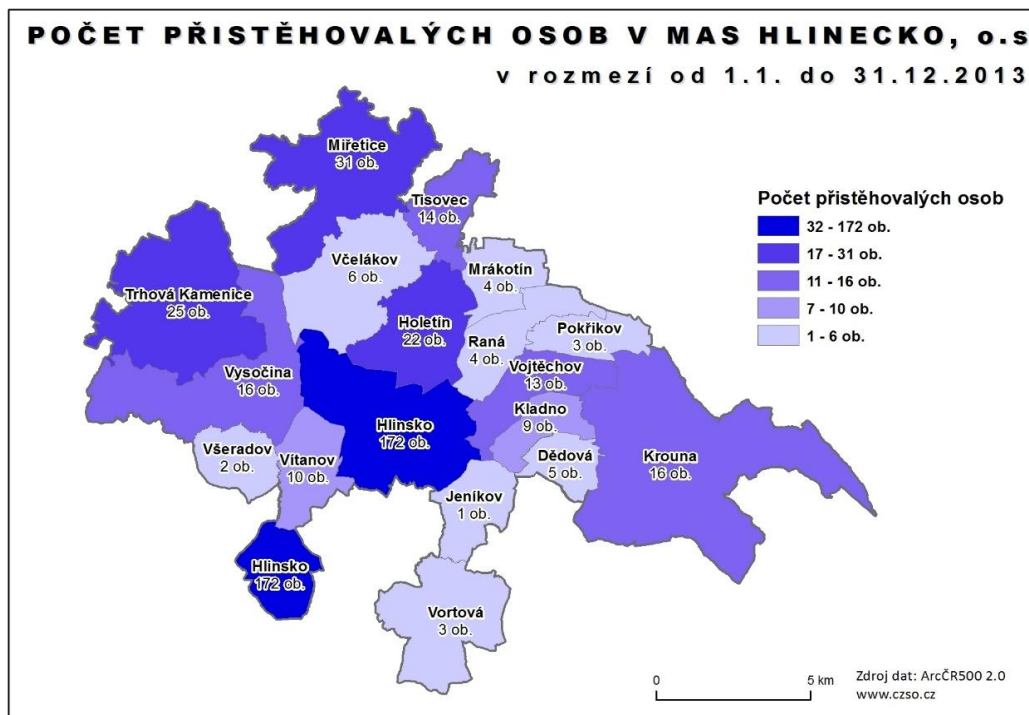 POČET PŘISTĚHOVALÝCH OSOB V MAS HLINECKO, o.s
v rozmezí od 1.1. do 31.12.2013
Miřetice
31 ob.
Tisovec
14 ob.
Včelákov
6 ob.
Mrákotín
4 ob.
Trhová Kamenice
25 ob.
Holetín
22 ob.
Raná
4 ob.
Pokřikov
3 ob.
Vojtěchov
13 ob.
Vysočina
16 ob.
Kladno
9 ob.
Hlinsko
172 ob.
Dědová
5 ob.
Krouna
16 ob.
Všeradov
2 ob.
Vítanov
10 ob.
Jeníkov
1 ob.
Hlinsko
172 ob.
Vortová
3 ob.
Počet přistěhovalých osob
32 - 172 ob.
17 - 31 ob.
11 - 16 ob.
7 - 10 ob.
1 - 6 ob.
0 5 km
Zdroj dat: ArcČR500 2.0
www.czso.cz